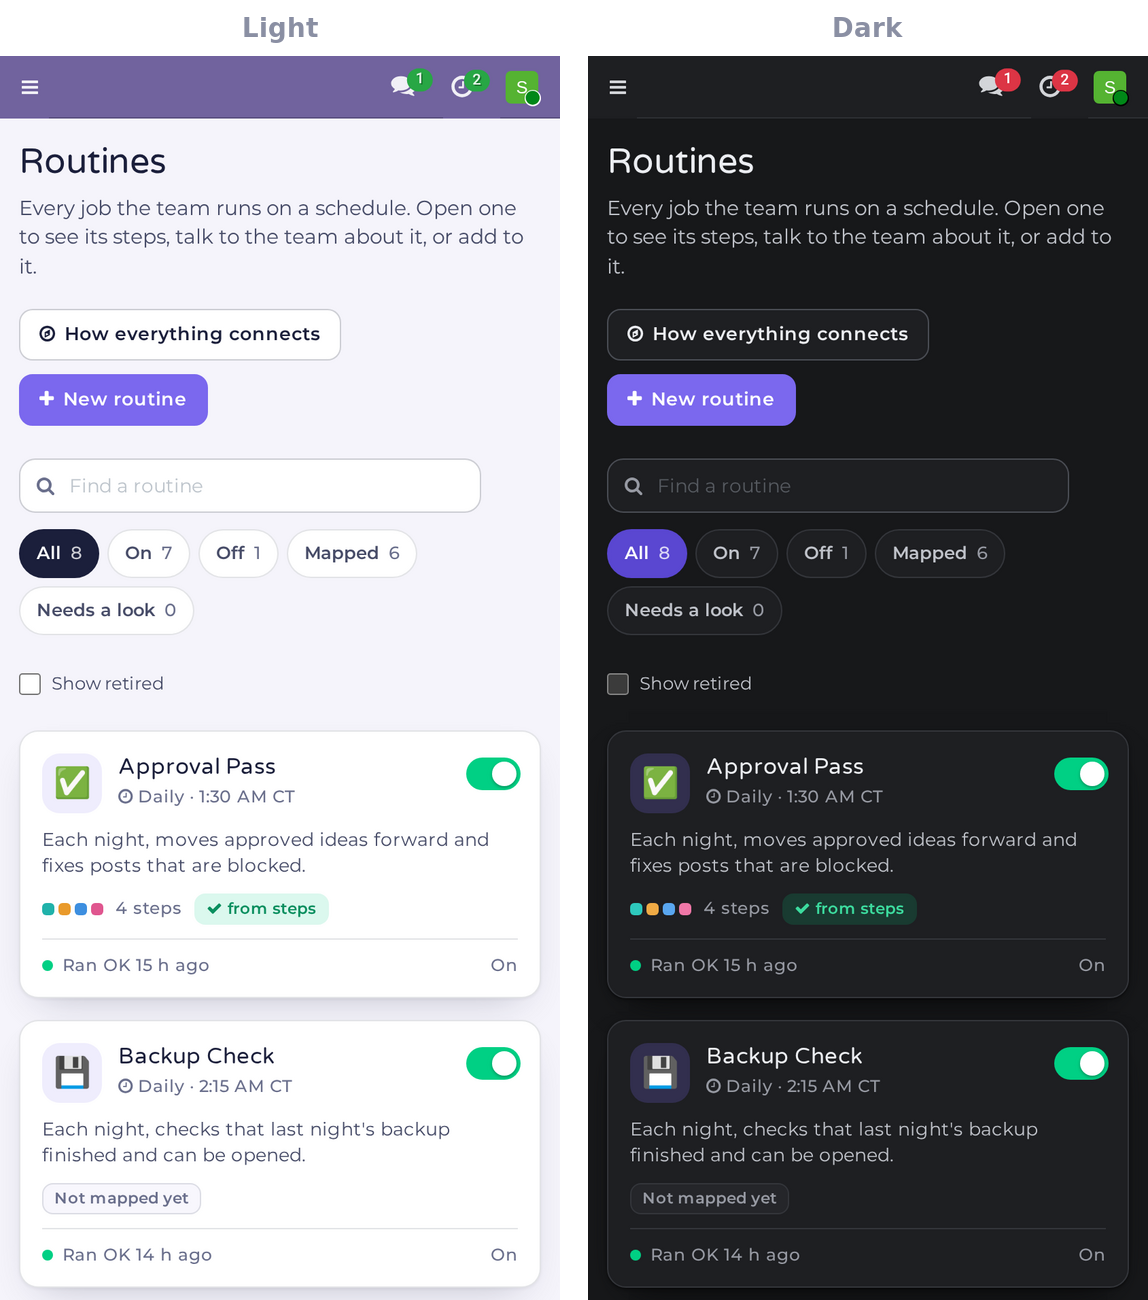 Light
1
2
S
Routines
Every job the team runs on a schedule. Open one
to see its steps, talk to the team about it, or add to
it.
How everything connects
New routine
Find a routine
All 8
On 7
Off 1
Mapped 6
Needs a look 0
Show retired
Approval Pass
Daily · 1:30 AM CT
Each night, moves approved ideas forward and
fixes posts that are blocked.
4 steps
from steps
Ran OK 15 h ago
On
Backup Check
Daily · 2:15 AM CT
Each night, checks that last night's backup
finished and can be opened.
Not mapped yet
Ran OK 14 h ago
On
Dark
1
2
S
Routines
Every job the team runs on a schedule. Open one
to see its steps, talk to the team about it, or add to
it.
How everything connects
New routine
Find a routine
All 8
On 7
Off 1
Mapped 6
Needs a look 0
Show retired
Approval Pass
Daily · 1:30 AM CT
Each night, moves approved ideas forward and
fixes posts that are blocked.
4 steps
from steps
Ran OK 15 h ago
On
Backup Check
Daily · 2:15 AM CT
Each night, checks that last night's backup
finished and can be opened.
Not mapped yet
Ran OK 14 h ago
On